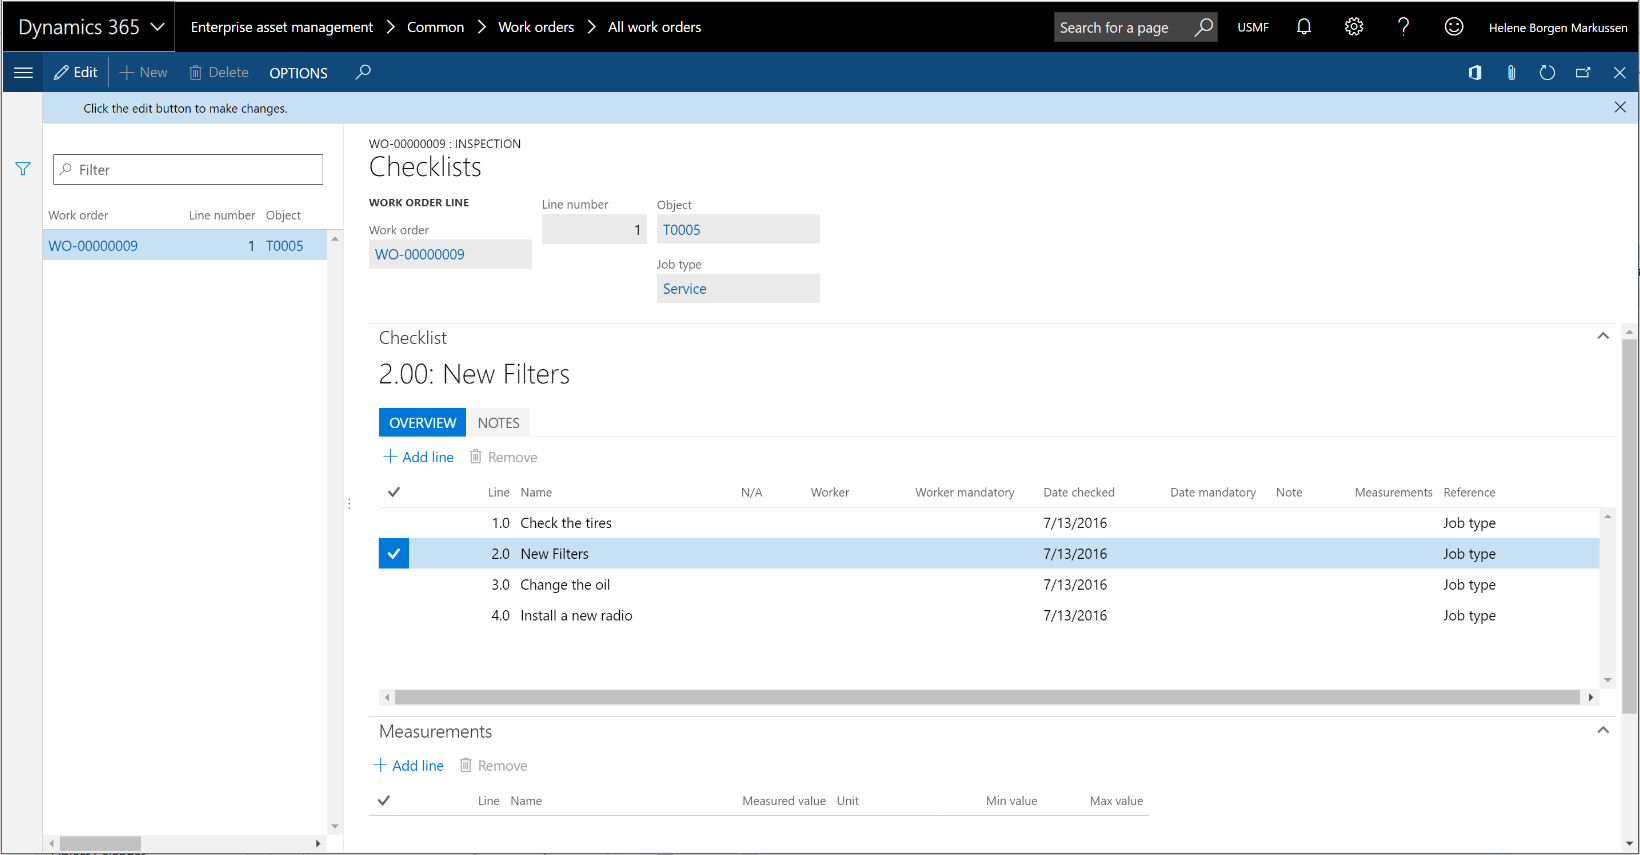 Dynamics 365 Enterprise asset management > Common > Work orders > All work orders Search for a page USMF Helene Borgen Markussen
Edit New Delete OPTIONS
Click the edit button to make changes.
Filter
Work order Line number Object
WO-00000009 1 T0005
WO-00000009 : INSPECTION
Checklists
WORK ORDER LINE
Work order
WO-00000009
Line number
1
Object
T0005
Job type
Service
Checklist
2.00: New Filters
OVERVIEW NOTES
Add line Remove
Line Name N/A Worker Worker mandatory Date checked Date mandatory Note Measurements Reference
1.0 Check the tires 7/13/2016 Job type
2.0 New Filters 7/13/2016 Job type
3.0 Change the oil 7/13/2016 Job type
4.0 Install a new radio 7/13/2016 Job type
Measurements
Add line Remove
Line Name Measured value Unit Min value Max value